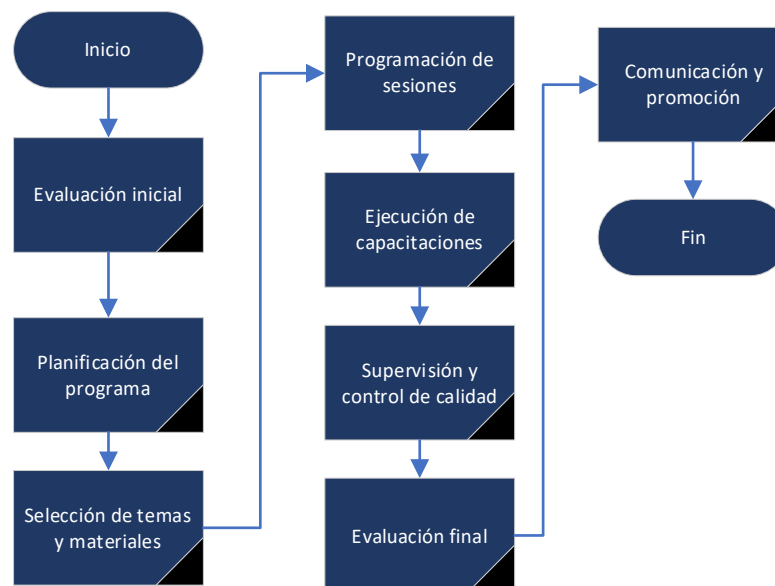 Inicio
Evaluación inicial
Planificación del
programa
Selección de temas
y materiales
Programación de
sesiones
Ejecución de
capacitaciones
Supervisión y
control de calidad
Evaluación final
Comunicación y
promoción
Fin